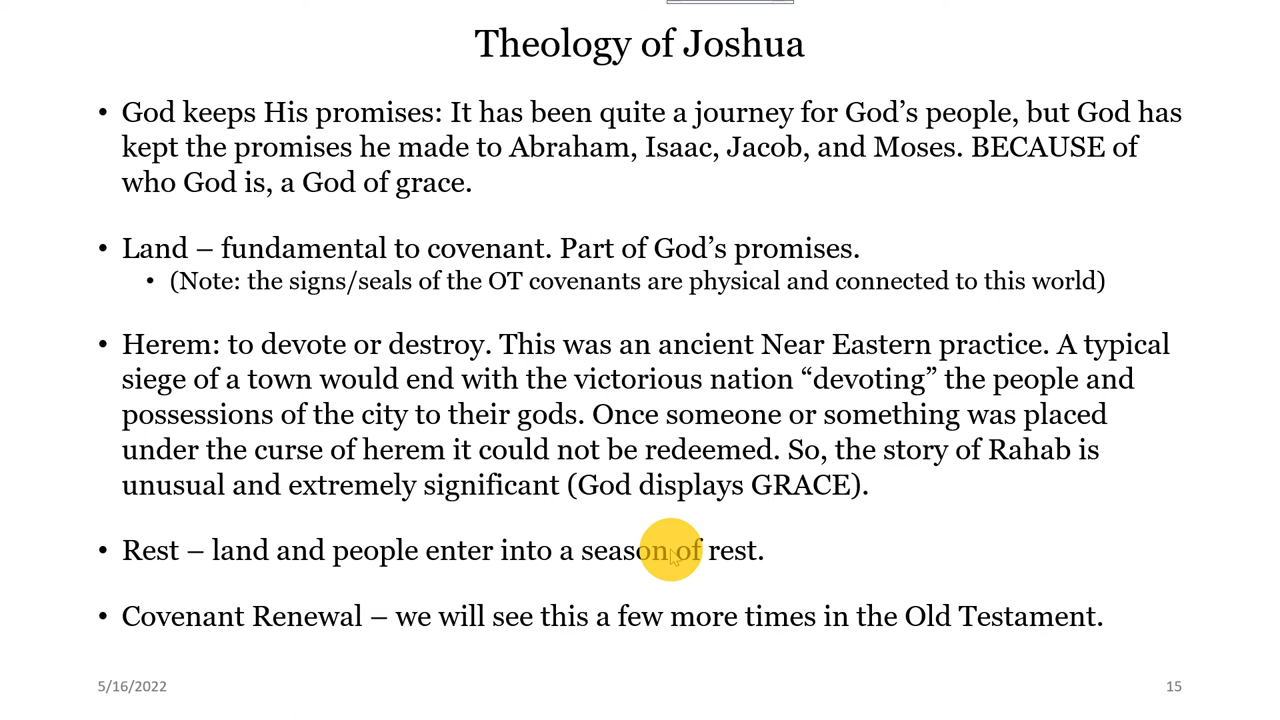 Theology of Joshua
• God keeps His promises: It has been quite a journey for God’s people, but God has
kept the promises he made to Abraham, Isaac, Jacob, and Moses. BECAUSE of
who God is, a God of grace.
• Land – fundamental to covenant. Part of God’s promises.
• (Note: the signs/seals of the OT covenants are physical and connected to this world)
• Herem: to devote or destroy. This was an ancient Near Eastern practice. A typical
siege of a town would end with the victorious nation “devoting” the people and
possessions of the city to their gods. Once someone or something was placed
under the curse of herem it could not be redeemed. So, the story of Rahab is
unusual and extremely significant (God displays GRACE).
• Rest – land and people enter into a season of rest.
• Covenant Renewal – we will see this a few more times in the Old Testament.
5/16/2022
15